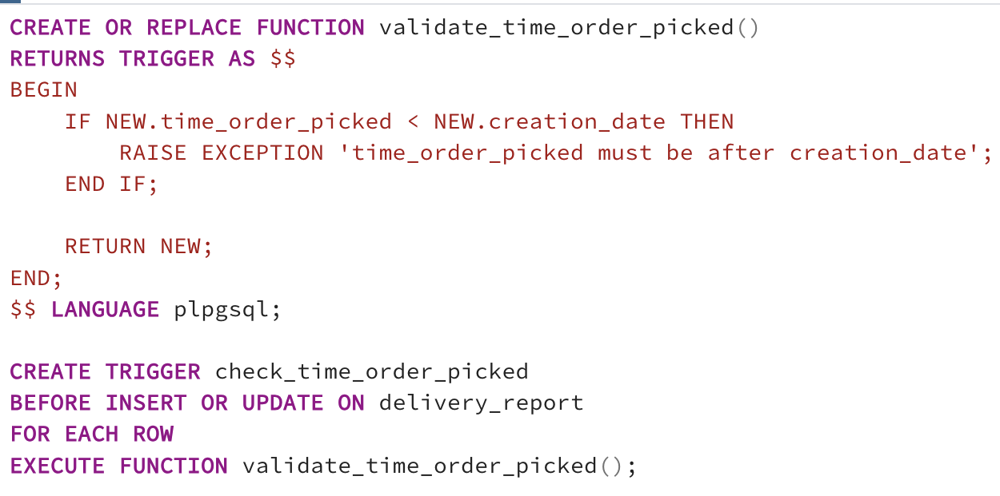 CREATE OR REPLACE FUNCTION validate_time_order_picked()
RETURNS TRIGGER AS $$
BEGIN
    IF NEW.time_order_picked < NEW.creation_date THEN
        RAISE EXCEPTION 'time_order_picked must be after creation_date';
    END IF;

    RETURN NEW;
END;
$$ LANGUAGE plpgsql;

CREATE TRIGGER check_time_order_picked
BEFORE INSERT OR UPDATE ON delivery_report
FOR EACH ROW
EXECUTE FUNCTION validate_time_order_picked();